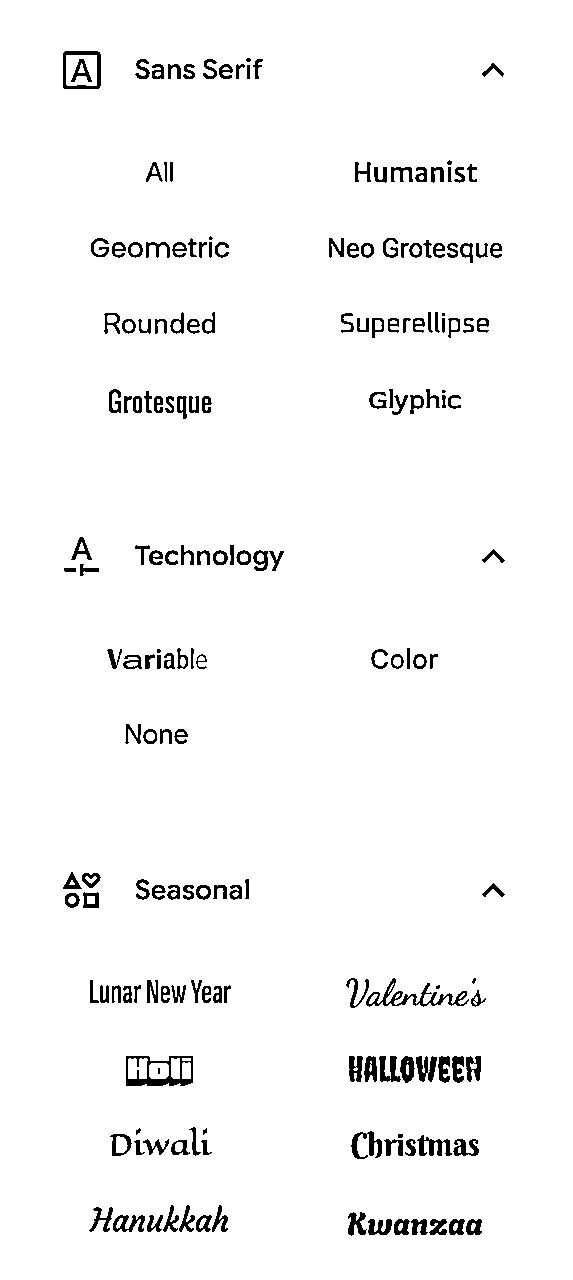 Sans Serif
All Humanist
Geometric Neo Grotesque
Rounded Superellipse
Grotesque Glyphic
Technology
Variable Color
None
Seasonal
Lunar New Year Valentine's
Holi HALLOWEEN
Diwali Christmas
Hanukkah Kwanzaa